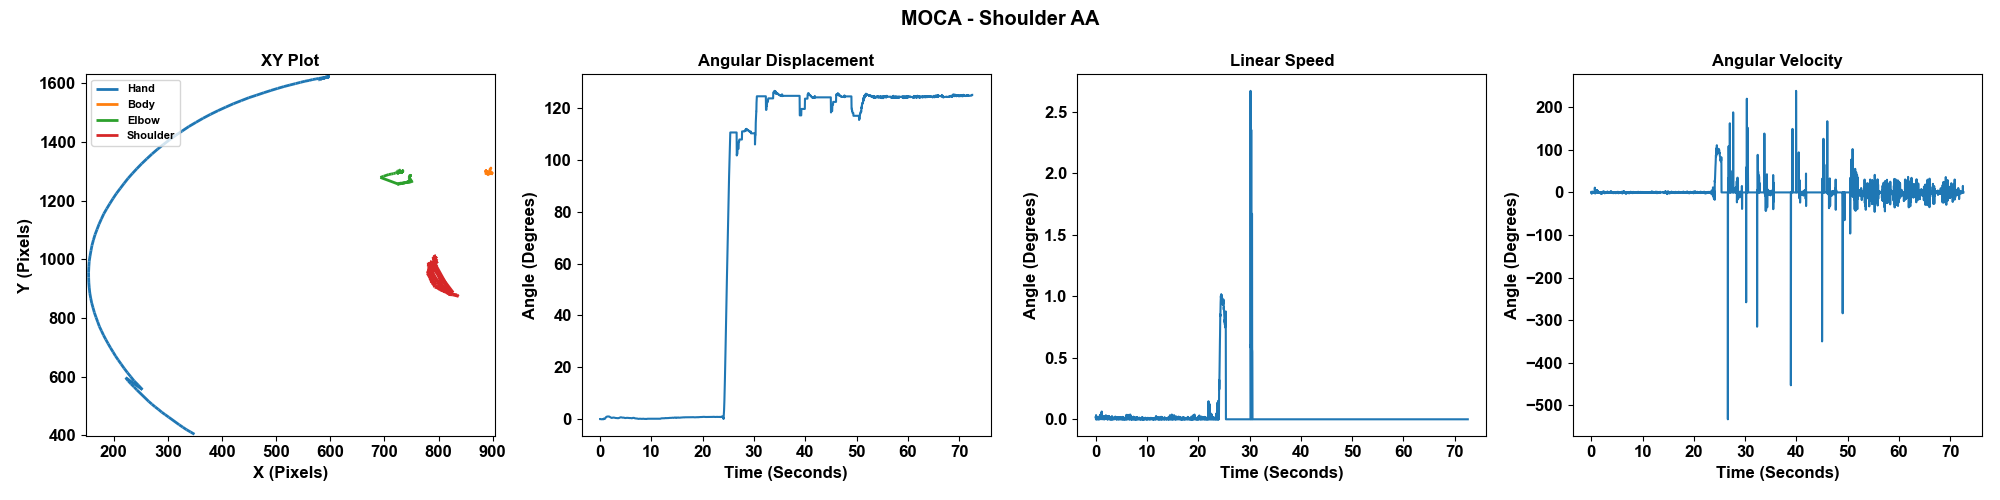 MOCA - Shoulder AA
XY Plot
Hand
Body
Elbow
Shoulder
1600
1400
1200
1000
800
600
400
Y (Pixels)
200 300 400 500 600 700 800 900
X (Pixels)
Angular Displacement
120
100
80
60
40
20
0
Angle (Degrees)
0 10 20 30 40 50 60 70
Time (Seconds)
Linear Speed
2.5
2.0
1.5
1.0
0.5
0.0
Angle (Degrees)
0 10 20 30 40 50 60 70
Time (Seconds)
Angular Velocity
200
100
0
−100
−200
−300
−400
−500
Angle (Degrees)
0 10 20 30 40 50 60 70
Time (Seconds)